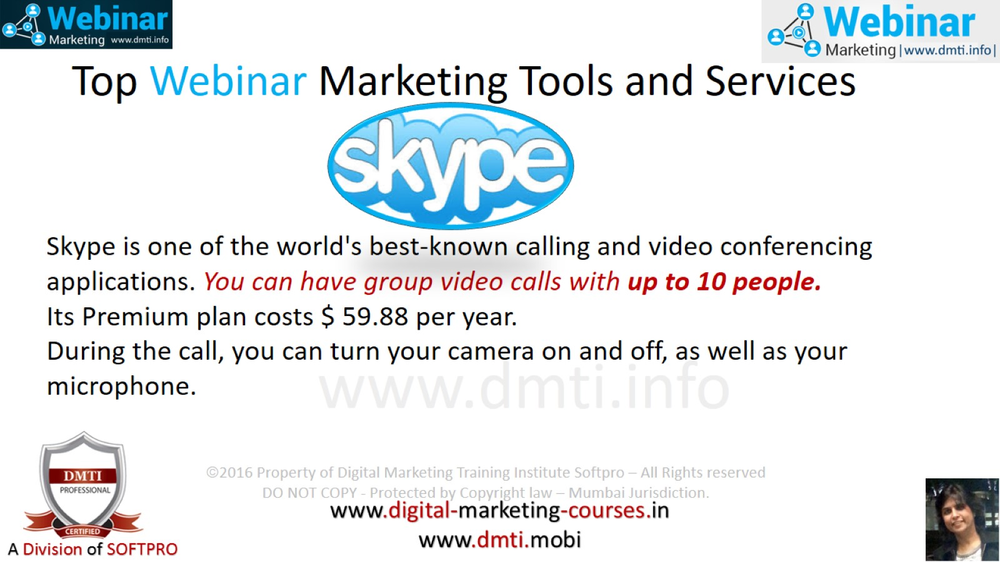 Webinar
Marketing www.dmti.info
Webinar
Marketing|www.dmti.info|
Top Webinar Marketing Tools and Services
skype
Skype is one of the world's best-known calling and video conferencing
applications. You can have group video calls with up to 10 people.
Its Premium plan costs $ 59.88 per year.
During the call, you can turn your camera on and off, as well as your
microphone.
www.dmti.info
DMTI
PROFESSIONAL
CERTIFIED
A Division of SOFTPRO
©2016 Property of Digital Marketing Training Institute Softpro – All Rights reserved
DO NOT COPY - Protected by Copyright law – Mumbai Jurisdiction.
www.digital-marketing-courses.in
www.dmti.mobi